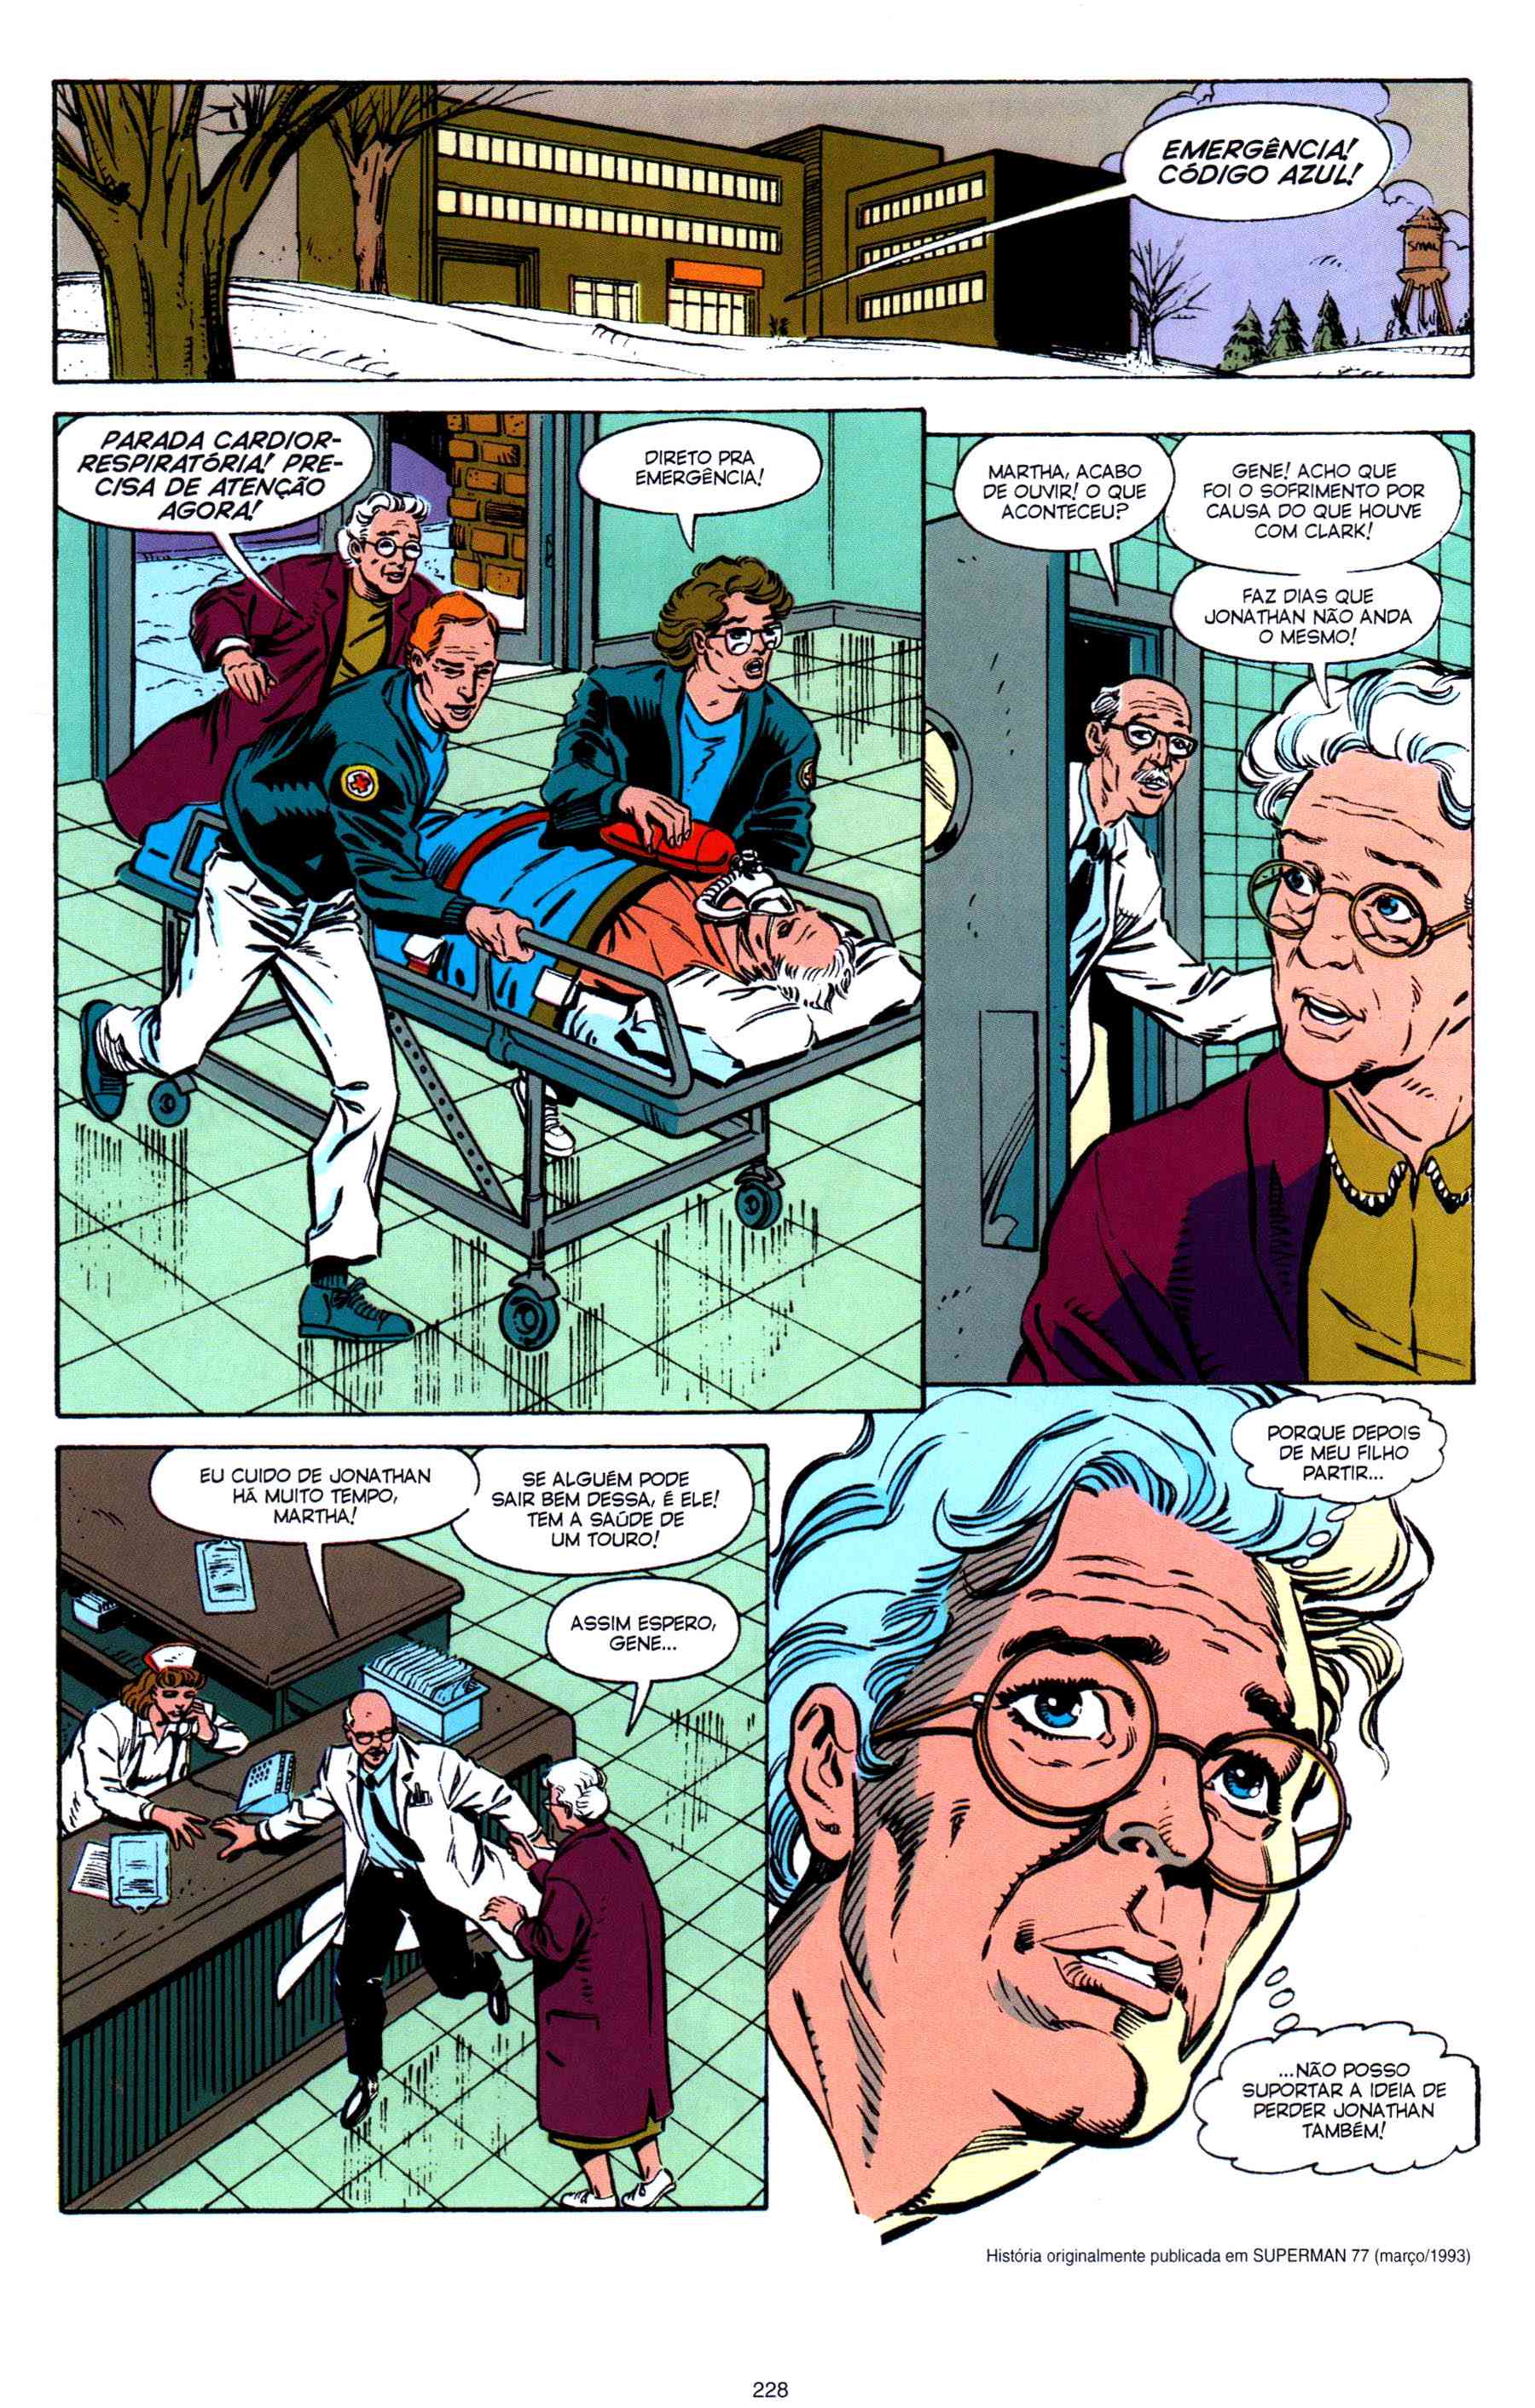 EMERGÊNCIA!
CÓDIGO AZUL!
SMAL
PARADA CARDIOR-
RESPIRATÓRIA! PRE-
CISA DE ATENÇÃO
AGORA!
DIRETO PRA
EMERGÊNCIA!
MARTHA, ACABO
DE OUVIR! O QUE
ACONTECEU?
GENE! ACHO QUE
FOI O SOFRIMENTO POR
CAUSA DO QUE HOUVE
COM CLARK!
FAZ DIAS QUE
JONATHAN NÃO ANDA
O MESMO!
EU CUIDO DE JONATHAN
HÁ MUITO TEMPO,
MARTHA!
SE ALGUÉM PODE
SAIR BEM DESSA, É ELE!
TEM A SAÚDE DE
UM TOURO!
ASSIM ESPERO,
GENE...
PORQUE DEPOIS
DE MEU FILHO
PARTIR...
...NÃO POSSO
SUPORTAR A IDEIA DE
PERDER JONATHAN
TAMBÉM!
História originalmente publicada em SUPERMAN 77 (março/1993)
228